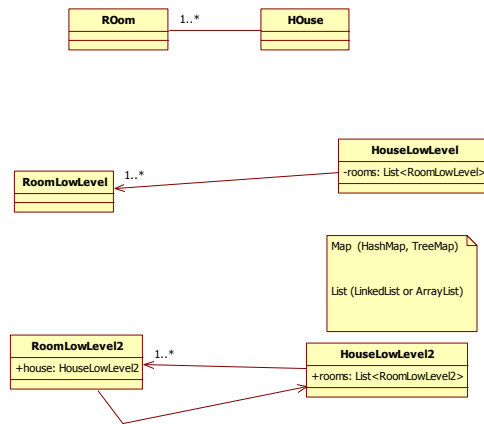 ROom
1..*
HOuse
HouseLowLevel
-rooms: List<RoomLowLevel>
RoomLowLevel
1..*
Map (HashMap, TreeMap)
List (LinkedList or ArrayList)
RoomLowLevel2
+house: HouseLowLevel2
1..*
HouseLowLevel2
+rooms: List<RoomLowLevel2>